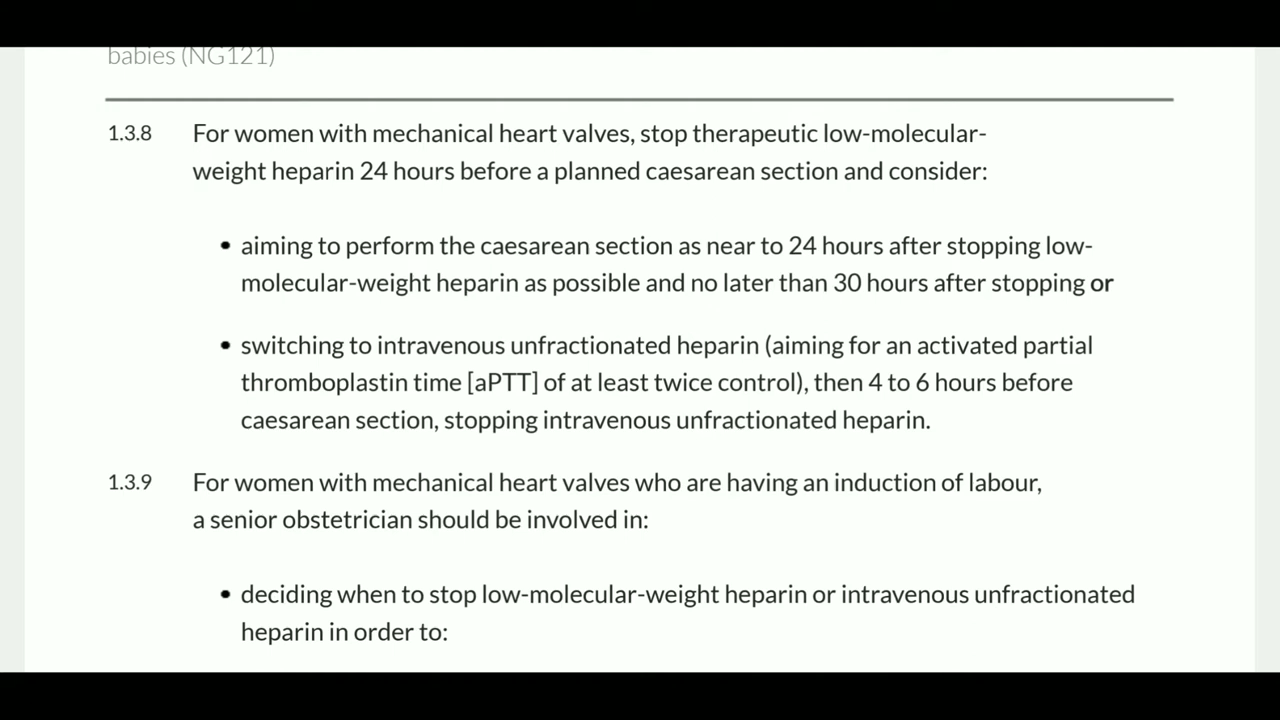 babies (NG121)
1.3.8 For women with mechanical heart valves, stop therapeutic low-molecular-
weight heparin 24 hours before a planned caesarean section and consider:
• aiming to perform the caesarean section as near to 24 hours after stopping low-
molecular-weight heparin as possible and no later than 30 hours after stopping or
• switching to intravenous unfractionated heparin (aiming for an activated partial
thromboplastin time [aPTT] of at least twice control), then 4 to 6 hours before
caesarean section, stopping intravenous unfractionated heparin.
1.3.9 For women with mechanical heart valves who are having an induction of labour,
a senior obstetrician should be involved in:
• deciding when to stop low-molecular-weight heparin or intravenous unfractionated
heparin in order to: